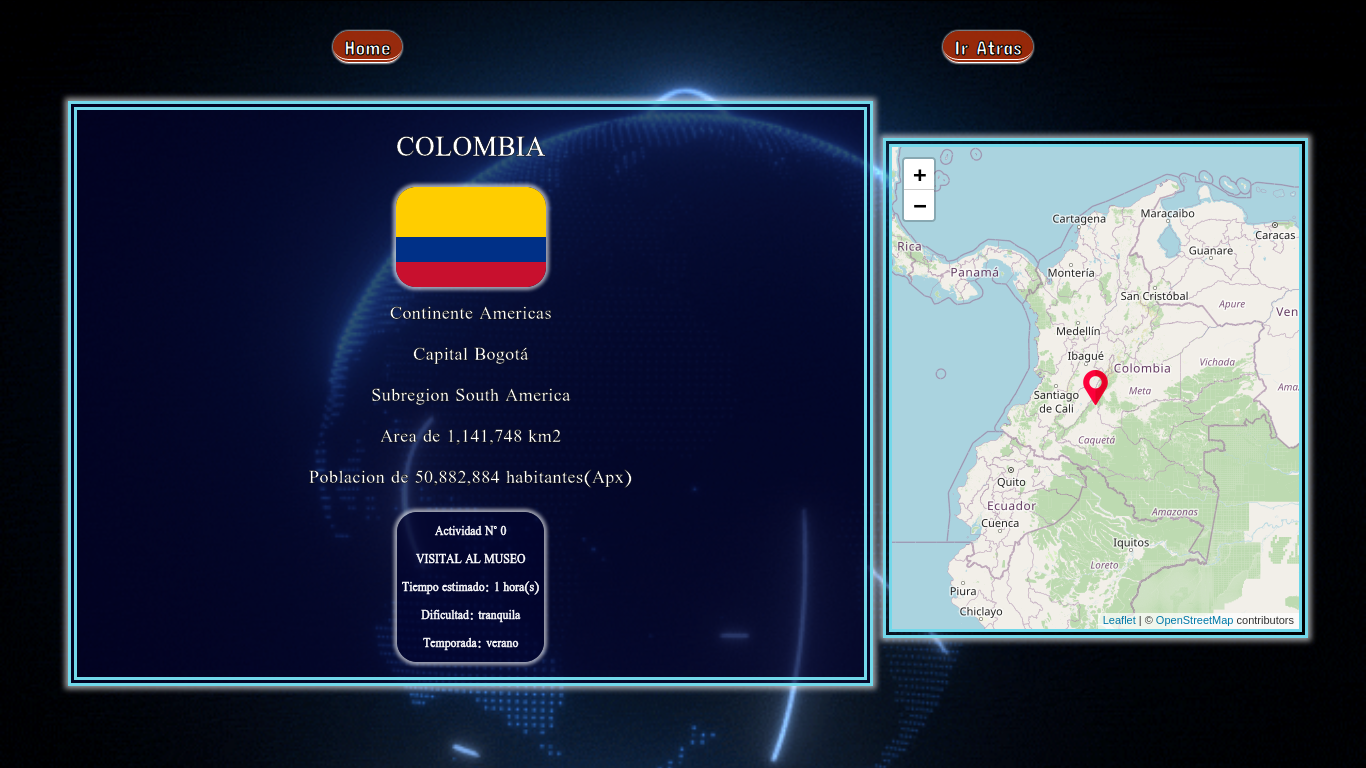 Home
Ir Atras
COLOMBIA
Continente Americas
Capital Bogotá
Subregion South America
Area de 1,141,748 km2
Poblacion de 50,882,884 habitantes(Apx)
Actividad N° 0
VISITAL AL MUSEO
Tiempo estimado: 1 hora(s)
Dificultad: tranquila
Temporada: verano
+
−
Cartagena
Maracaibo
Caracas
Rica
Guanare
Panamá
Montería
San Cristóbal
Apure
Ven
Medellín
Ibagué
Colombia
Vichada
Santiago
de Cali
Meta
Ama
Caquetá
Quito
Ecuador
Amazonas
Cuenca
Iquitos
Loreto
Piura
Chiclayo
Leaflet | © OpenStreetMap contributors